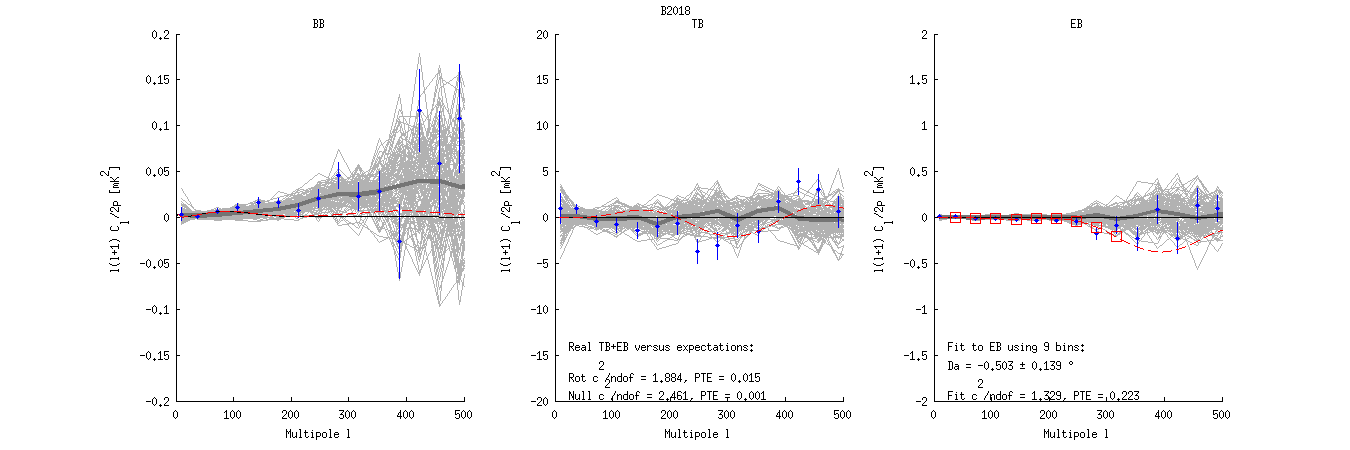 B2018
BB
0.2
0.15
0.1
0.05
0
-0.05
-0.1
-0.15
-0.2
l(l+1) C_l/2p [mK^2]
0 100 200 300 400 500
Multipole l
TB
20
15
10
5
0
-5
-10
-15
-20
l(l+1) C_l/2p [mK^2]
Real TB+EB versus expectations:
Rot c^2/ndof = 1.884, PTE = 0.015
Null c^2/ndof = 2.461, PTE = 0.001
0 100 200 300 400 500
Multipole l
EB
2
1.5
1
0.5
0
-0.5
-1
-1.5
-2
l(l+1) C_l/2p [mK^2]
Fit to EB using 9 bins:
Da = -0.503 ± 0.139 °
Fit c^2/ndof = 1.329, PTE = 0.223
0 100 200 300 400 500
Multipole l